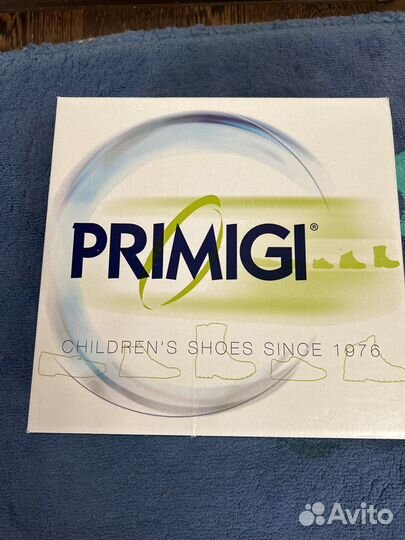 PRIMIGI®
CHILDREN'S SHOES SINCE 1976
Avito